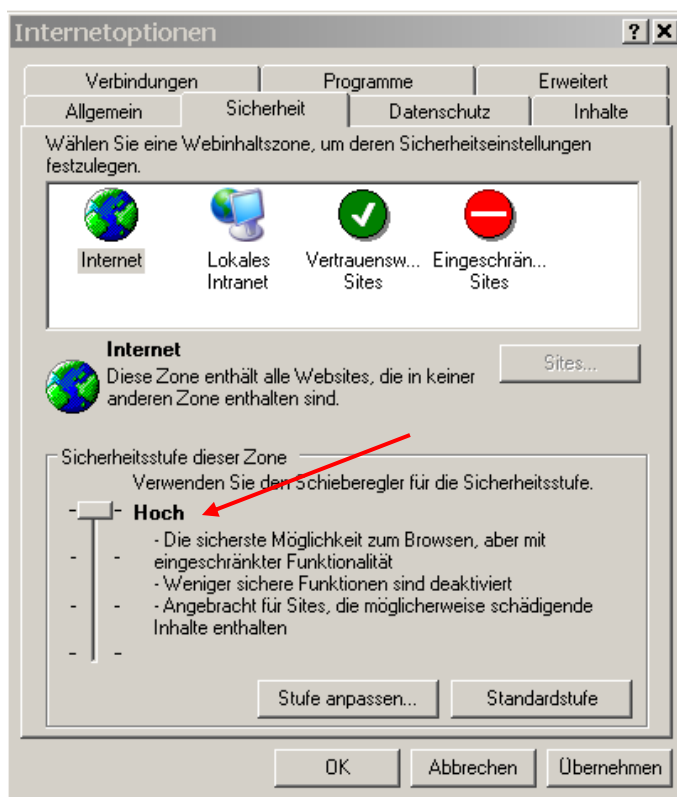 Internetoptionen
Verbindungen Programme Erweitert
Allgemein Sicherheit Datenschutz Inhalte
Wählen Sie eine Webinhaltszone, um deren Sicherheitseinstellungen
festzulegen.
Internet Lokales Vertrauensw... Eingeschrän...
Intranet Sites Sites
Internet
Diese Zone enthält alle Websites, die in keiner
anderen Zone enthalten sind.
Sites...
Sicherheitsstufe dieser Zone
Verwenden Sie den Schieberegler für die Sicherheitsstufe.
Hoch
- Die sicherste Möglichkeit zum Browsen, aber mit
eingeschränkter Funktionalität
- Weniger sichere Funktionen sind deaktiviert
- Angebracht für Sites, die möglicherweise schädigende
Inhalte enthalten
Stufe anpassen... Standardstufe
OK Abbrechen Übernehmen